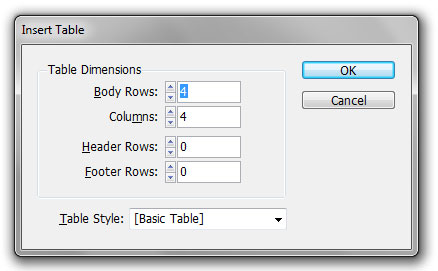 Insert Table
Table Dimensions
Body Rows: 4
Columns: 4
Header Rows: 0
Footer Rows: 0
Table Style: [Basic Table]
OK
Cancel